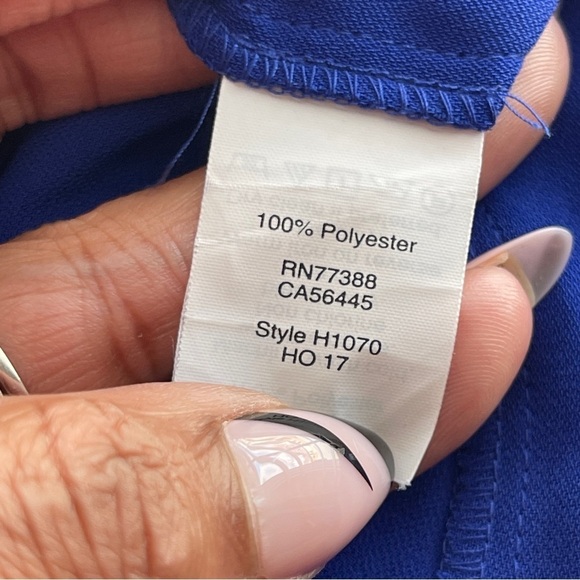 100% Polyester
RN77388
CA56445
Style H1070
HO 17